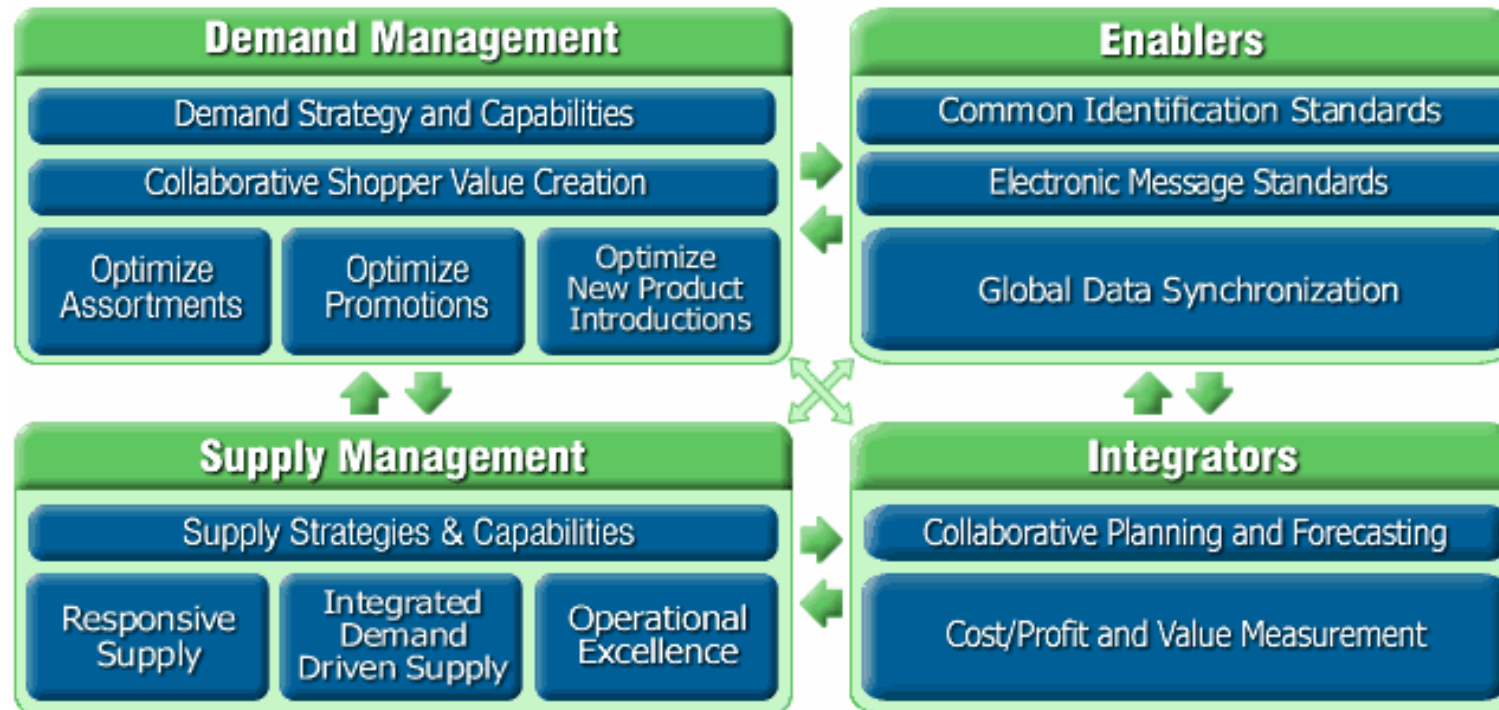 Demand Management
Demand Strategy and Capabilities
Collaborative Shopper Value Creation
Optimize
Assortments
Optimize
Promotions
Optimize
New Product
Introductions
Enablers
Common Identification Standards
Electronic Message Standards
Global Data Synchronization
Supply Management
Supply Strategies & Capabilities
Responsive
Supply
Integrated
Demand
Driven Supply
Operational
Excellence
Integrators
Collaborative Planning and Forecasting
Cost/Profit and Value Measurement